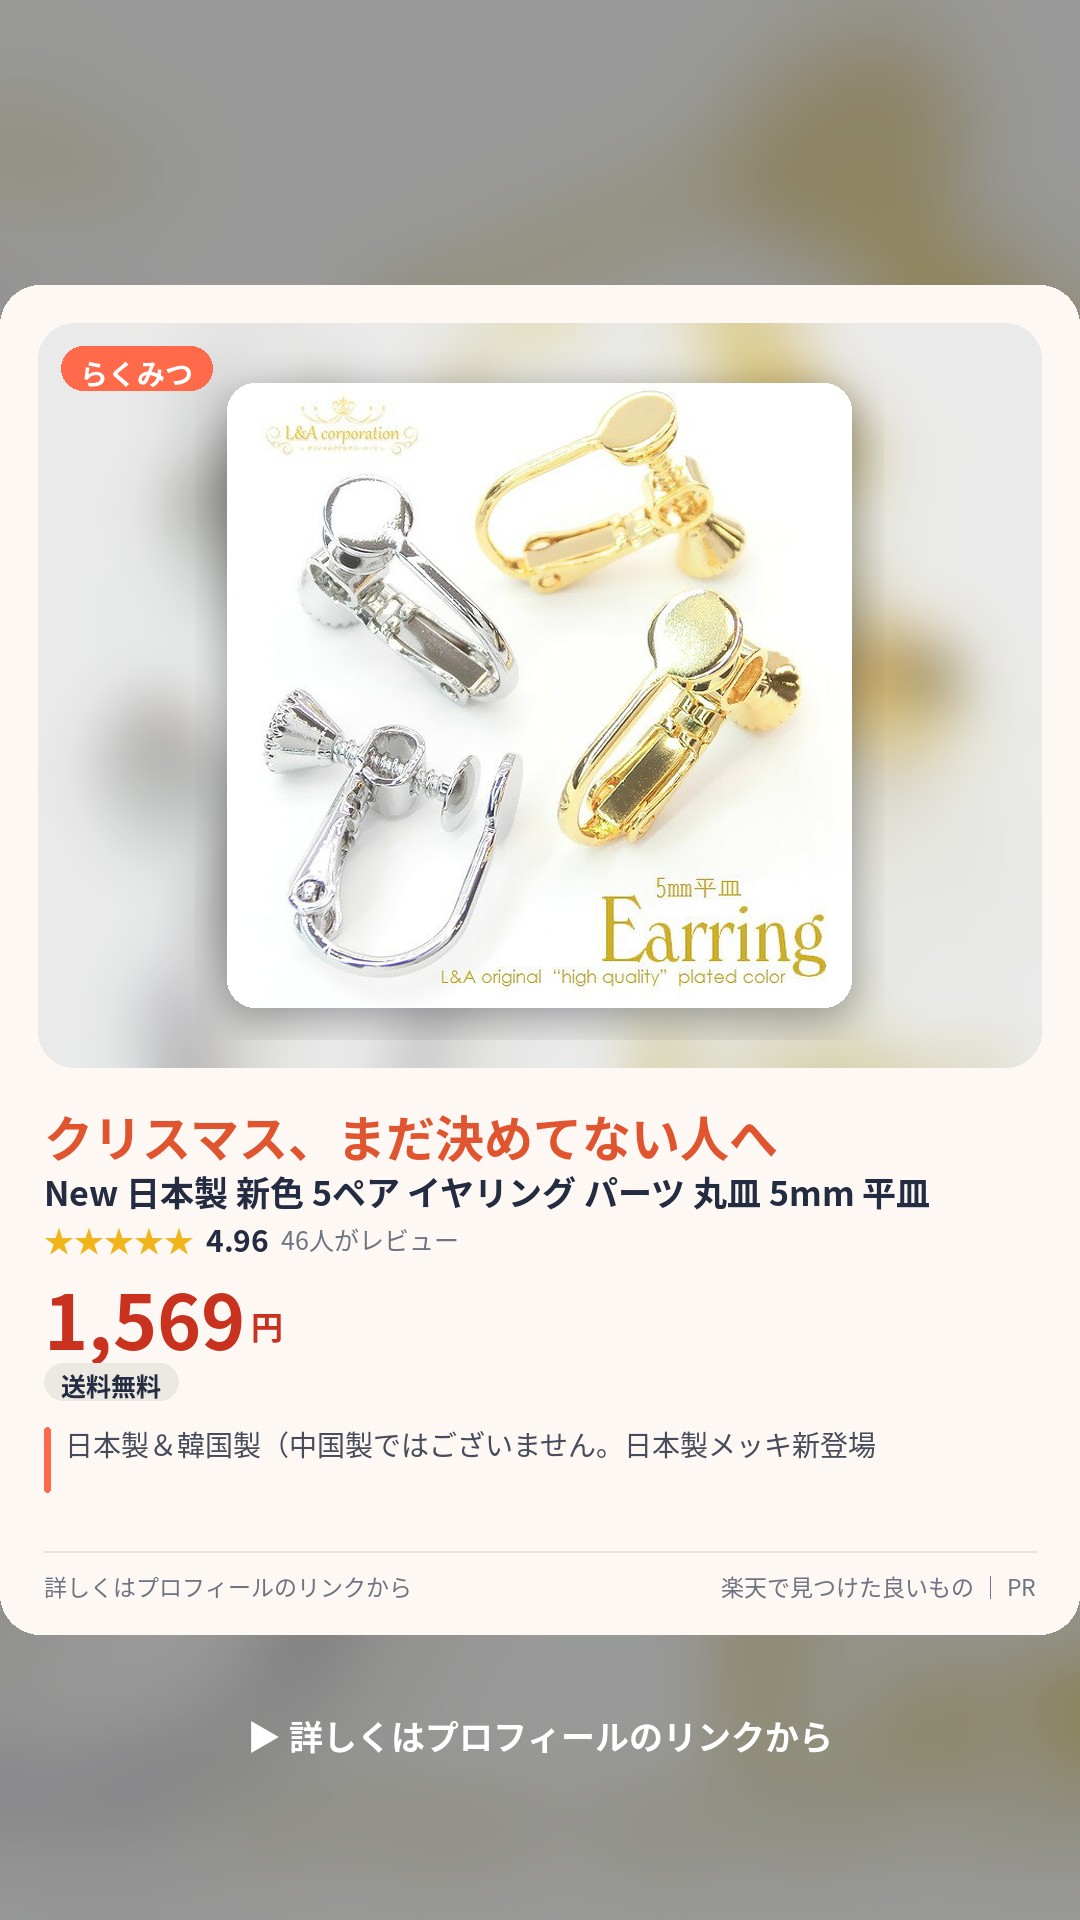 らくみつ
L&A corporation
5mm平皿
Earring
L&A original “high quality” plated color
クリスマス、まだ決めてない人へ
New 日本製 新色 5ペア イヤリング パーツ 丸皿 5mm 平皿
★★★★★ 4.96 46人がレビュー
1,569円
送料無料
日本製＆韓国製（中国製ではございません。日本製メッキ新登場
詳しくはプロフィールのリンクから
楽天で見つけた良いもの｜PR
▶ 詳しくはプロフィールのリンクから